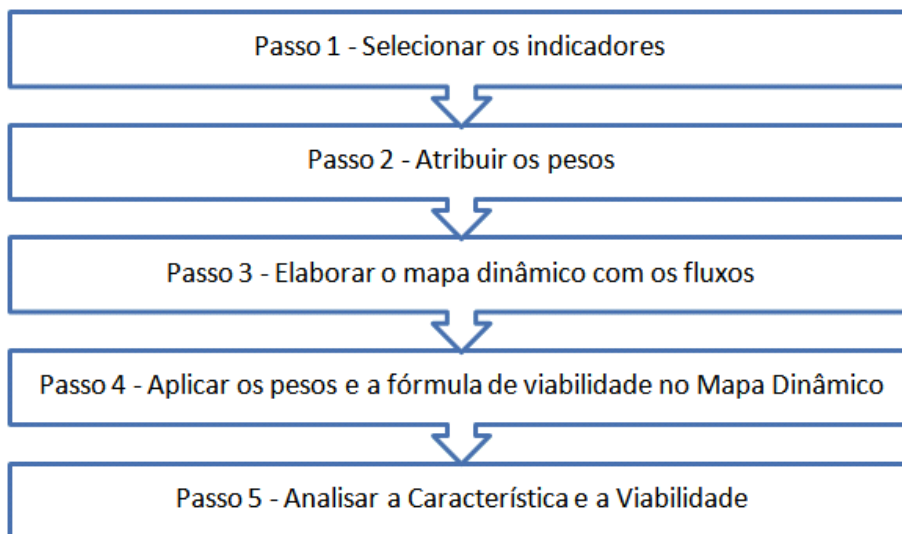 Passo 1 - Selecionar os indicadores
Passo 2 - Atribuir os pesos
Passo 3 - Elaborar o mapa dinâmico com os fluxos
Passo 4 - Aplicar os pesos e a fórmula de viabilidade no Mapa Dinâmico
Passo 5 - Analisar a Característica e a Viabilidade